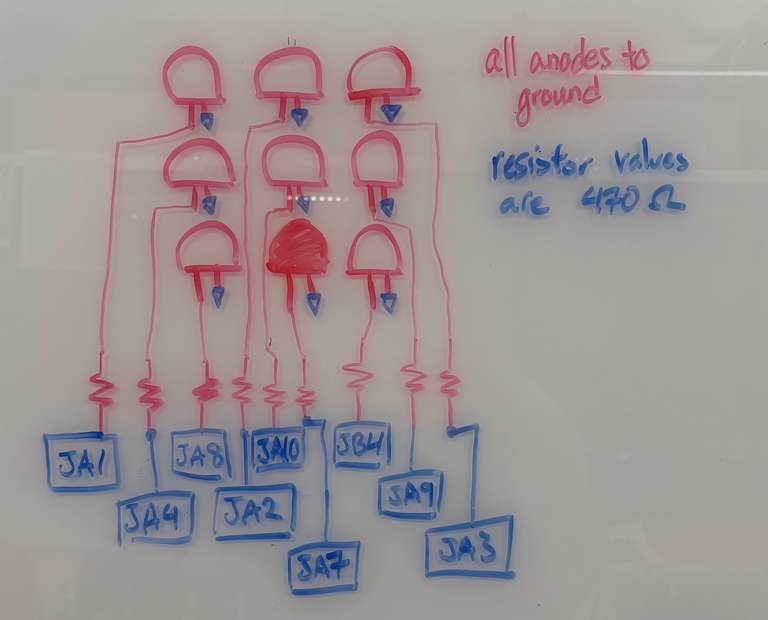 all anodes to
ground
resistor values
are 470 Ω
JA1
JA8
JA10
JB4
JA4
JA2
JA9
JA7
JA3